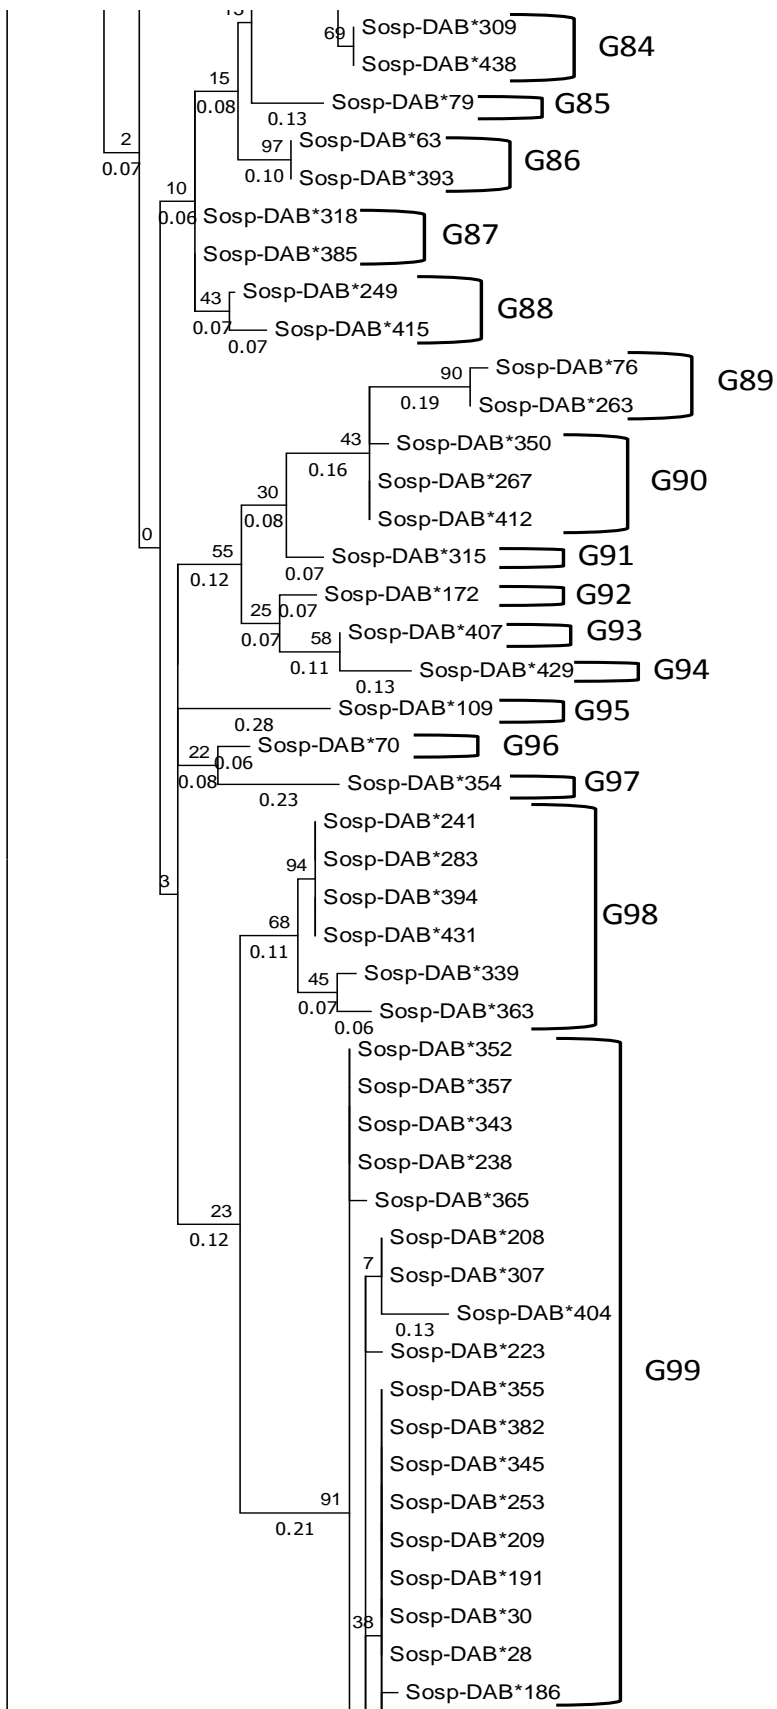 69
Sosp-DAB*309
Sosp-DAB*438
G84
15
0.08
Sosp-DAB*79
0.13
G85
2
0.07
97
0.10
Sosp-DAB*63
Sosp-DAB*393
G86
10
0.06
Sosp-DAB*318
Sosp-DAB*385
G87
43
0.07
Sosp-DAB*249
Sosp-DAB*415
0.07
G88
90
0.19
Sosp-DAB*76
Sosp-DAB*263
G89
43
0.16
Sosp-DAB*350
Sosp-DAB*267
Sosp-DAB*412
G90
30
0.08
0
55
0.12
Sosp-DAB*315
0.07
G91
Sosp-DAB*172
0.07
G92
25
0.07
58
0.11
Sosp-DAB*407
G93
Sosp-DAB*429
0.13
G94
Sosp-DAB*109
0.28
G95
22
0.08
Sosp-DAB*70
0.06
G96
Sosp-DAB*354
0.23
G97
3
Sosp-DAB*241
Sosp-DAB*283
94
Sosp-DAB*394
Sosp-DAB*431
68
0.11
G98
45
0.07
Sosp-DAB*339
Sosp-DAB*363
0.06
Sosp-DAB*352
Sosp-DAB*357
Sosp-DAB*343
Sosp-DAB*238
Sosp-DAB*365
23
0.12
Sosp-DAB*208
7
Sosp-DAB*307
Sosp-DAB*404
0.13
Sosp-DAB*223
G99
Sosp-DAB*355
Sosp-DAB*382
Sosp-DAB*345
91
0.21
Sosp-DAB*253
Sosp-DAB*209
Sosp-DAB*191
38
Sosp-DAB*30
Sosp-DAB*28
Sosp-DAB*186